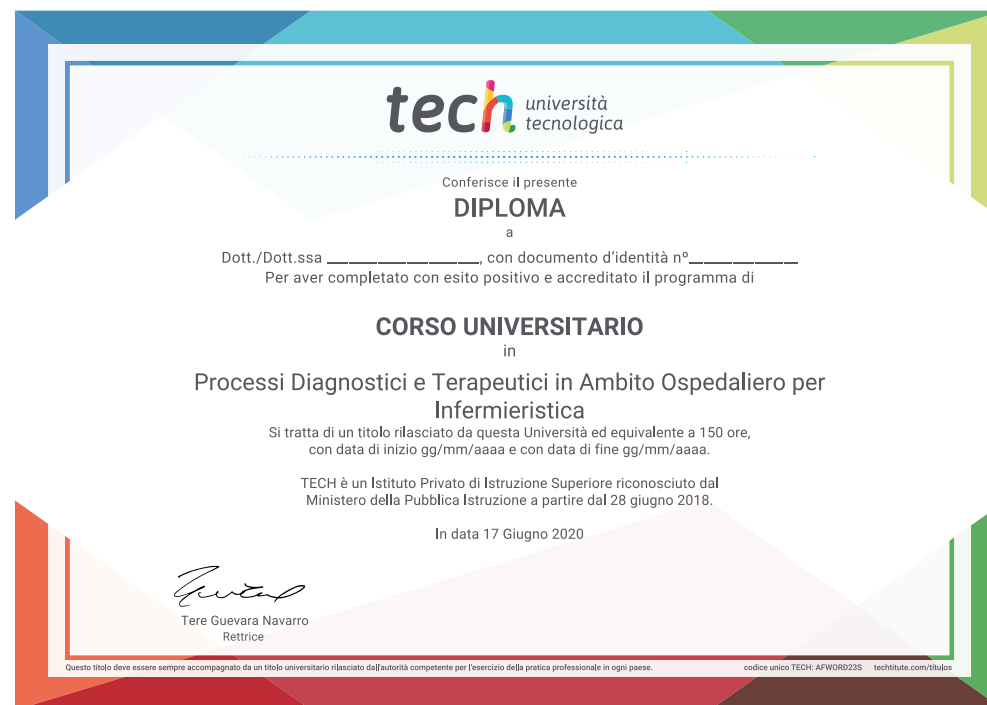 tech università
tecnologica
Conferisce il presente
DIPLOMA
a
Dott./Dott.ssa ________________, con documento d'identità nº____________
Per aver completato con esito positivo e accreditato il programma di
CORSO UNIVERSITARIO
in
Processi Diagnostici e Terapeutici in Ambito Ospedaliero per
Infermieristica
Si tratta di un titolo rilasciato da questa Università ed equivalente a 150 ore,
con data di inizio gg/mm/aaaa e con data di fine gg/mm/aaaa.
TECH è un Istituto Privato di Istruzione Superiore riconosciuto dal
Ministero della Pubblica Istruzione a partire dal 28 giugno 2018.
In data 17 Giugno 2020
Tere Guevara Navarro
Rettrice
Questo titolo deve essere sempre accompagnato da un titolo universitario rilasciato dall'autorità competente per l'esercizio della pratica professionale in ogni paese. codice unico TECH: AFWORD23S techtitute.com/titulos